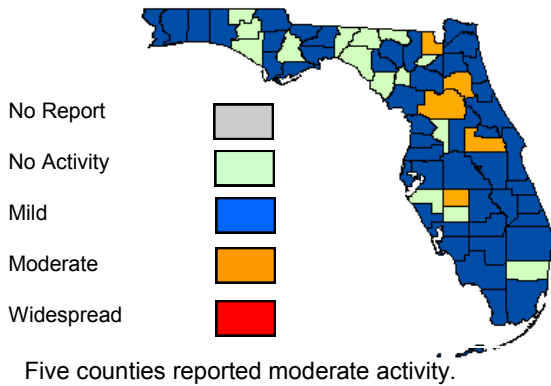 No Report
No Activity
Mild
Moderate
Widespread
Five counties reported moderate activity.